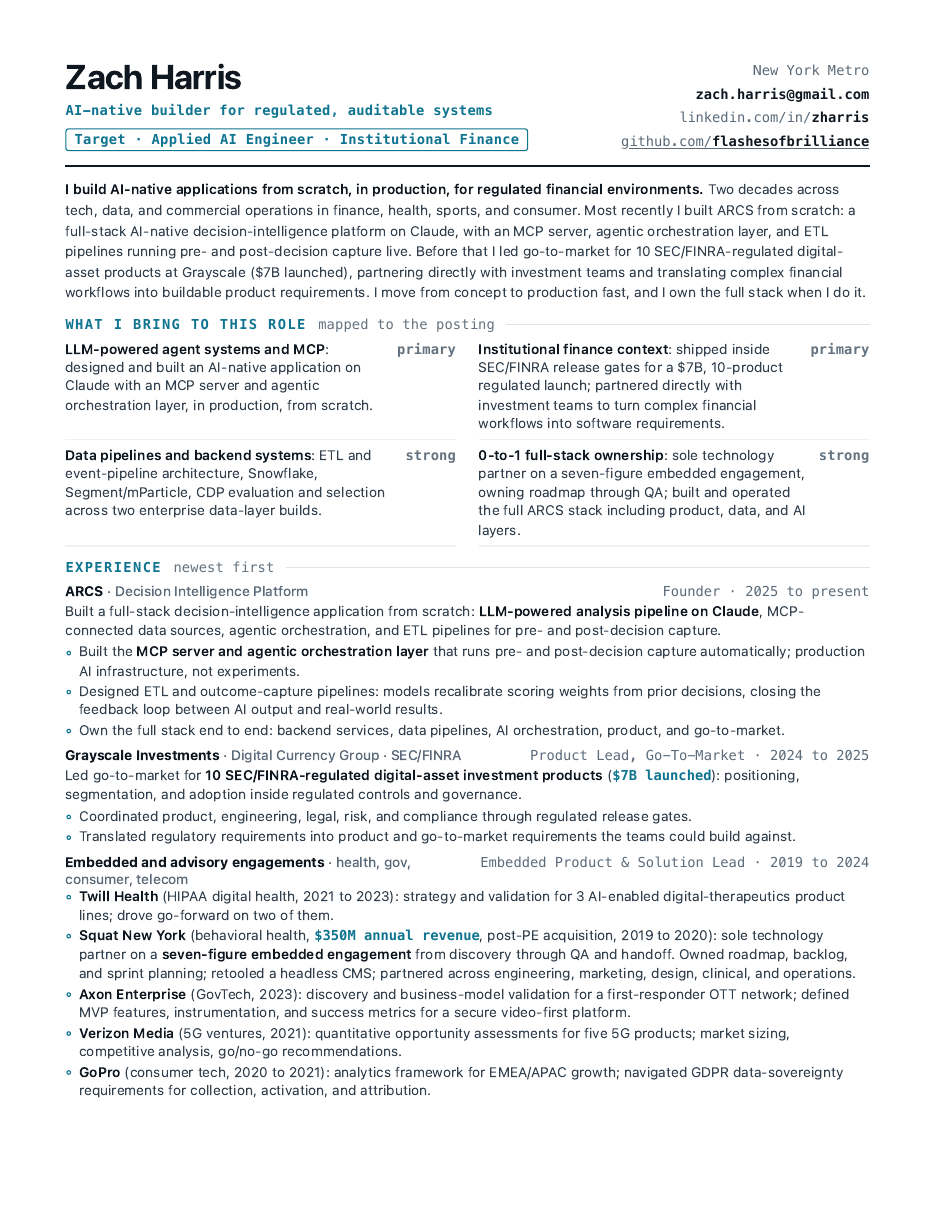 Zach Harris
AI-native builder for regulated, auditable systems
Target · Applied AI Engineer · Institutional Finance
New York Metro
zach.harris@gmail.com
linkedin.com/in/zharris
github.com/flashesofbrilliance
I build AI-native applications from scratch, in production, for regulated financial environments. Two decades across
tech, data, and commercial operations in finance, health, sports, and consumer. Most recently I built ARCS from scratch: a
full-stack AI-native decision-intelligence platform on Claude, with an MCP server, agentic orchestration layer, and ETL
pipelines running pre- and post-decision capture live. Before that I led go-to-market for 10 SEC/FINRA-regulated digital-
asset products at Grayscale ($7B launched), partnering directly with investment teams and translating complex financial
workflows into buildable product requirements. I move from concept to production fast, and I own the full stack when I do it.
WHAT I BRING TO THIS ROLE mapped to the posting
LLM-powered agent systems and MCP: primary
designed and built an AI-native application on
Claude with an MCP server and agentic
orchestration layer, in production, from scratch.
Institutional finance context: shipped inside primary
SEC/FINRA release gates for a $7B, 10-product
regulated launch; partnered directly with
investment teams to turn complex financial
workflows into software requirements.
Data pipelines and backend systems: ETL and strong
event-pipeline architecture, Snowflake,
Segment/mParticle, CDP evaluation and selection
across two enterprise data-layer builds.
0-to-1 full-stack ownership: sole technology strong
partner on a seven-figure embedded engagement,
owning roadmap through QA; built and operated
the full ARCS stack including product, data, and AI
layers.
EXPERIENCE newest first
ARCS · Decision Intelligence Platform Founder · 2025 to present
Built a full-stack decision-intelligence application from scratch: LLM-powered analysis pipeline on Claude, MCP-
connected data sources, agentic orchestration, and ETL pipelines for pre- and post-decision capture.
Built the MCP server and agentic orchestration layer that runs pre- and post-decision capture automatically; production
AI infrastructure, not experiments.
Designed ETL and outcome-capture pipelines: models recalibrate scoring weights from prior decisions, closing the
feedback loop between AI output and real-world results.
Own the full stack end to end: backend services, data pipelines, AI orchestration, product, and go-to-market.
Grayscale Investments · Digital Currency Group · SEC/FINRA Product Lead, Go-To-Market · 2024 to 2025
Led go-to-market for 10 SEC/FINRA-regulated digital-asset investment products ($7B launched): positioning,
segmentation, and adoption inside regulated controls and governance.
Coordinated product, engineering, legal, risk, and compliance through regulated release gates.
Translated regulatory requirements into product and go-to-market requirements the teams could build against.
Embedded and advisory engagements · health, gov, Embedded Product & Solution Lead · 2019 to 2024
consumer, telecom
Twill Health (HIPAA digital health, 2021 to 2023): strategy and validation for 3 AI-enabled digital-therapeutics product
lines; drove go-forward on two of them.
Squat New York (behavioral health, $350M annual revenue, post-PE acquisition, 2019 to 2020): sole technology
partner on a seven-figure embedded engagement from discovery through QA and handoff. Owned roadmap, backlog,
and sprint planning; retooled a headless CMS; partnered across engineering, marketing, design, clinical, and operations.
Axon Enterprise (GovTech, 2023): discovery and business-model validation for a first-responder OTT network; defined
MVP features, instrumentation, and success metrics for a secure video-first platform.
Verizon Media (5G ventures, 2021): quantitative opportunity assessments for five 5G products; market sizing,
competitive analysis, go/no-go recommendations.
GoPro (consumer tech, 2020 to 2021): analytics framework for EMEA/APAC growth; navigated GDPR data-sovereignty
requirements for collection, activation, and attribution.